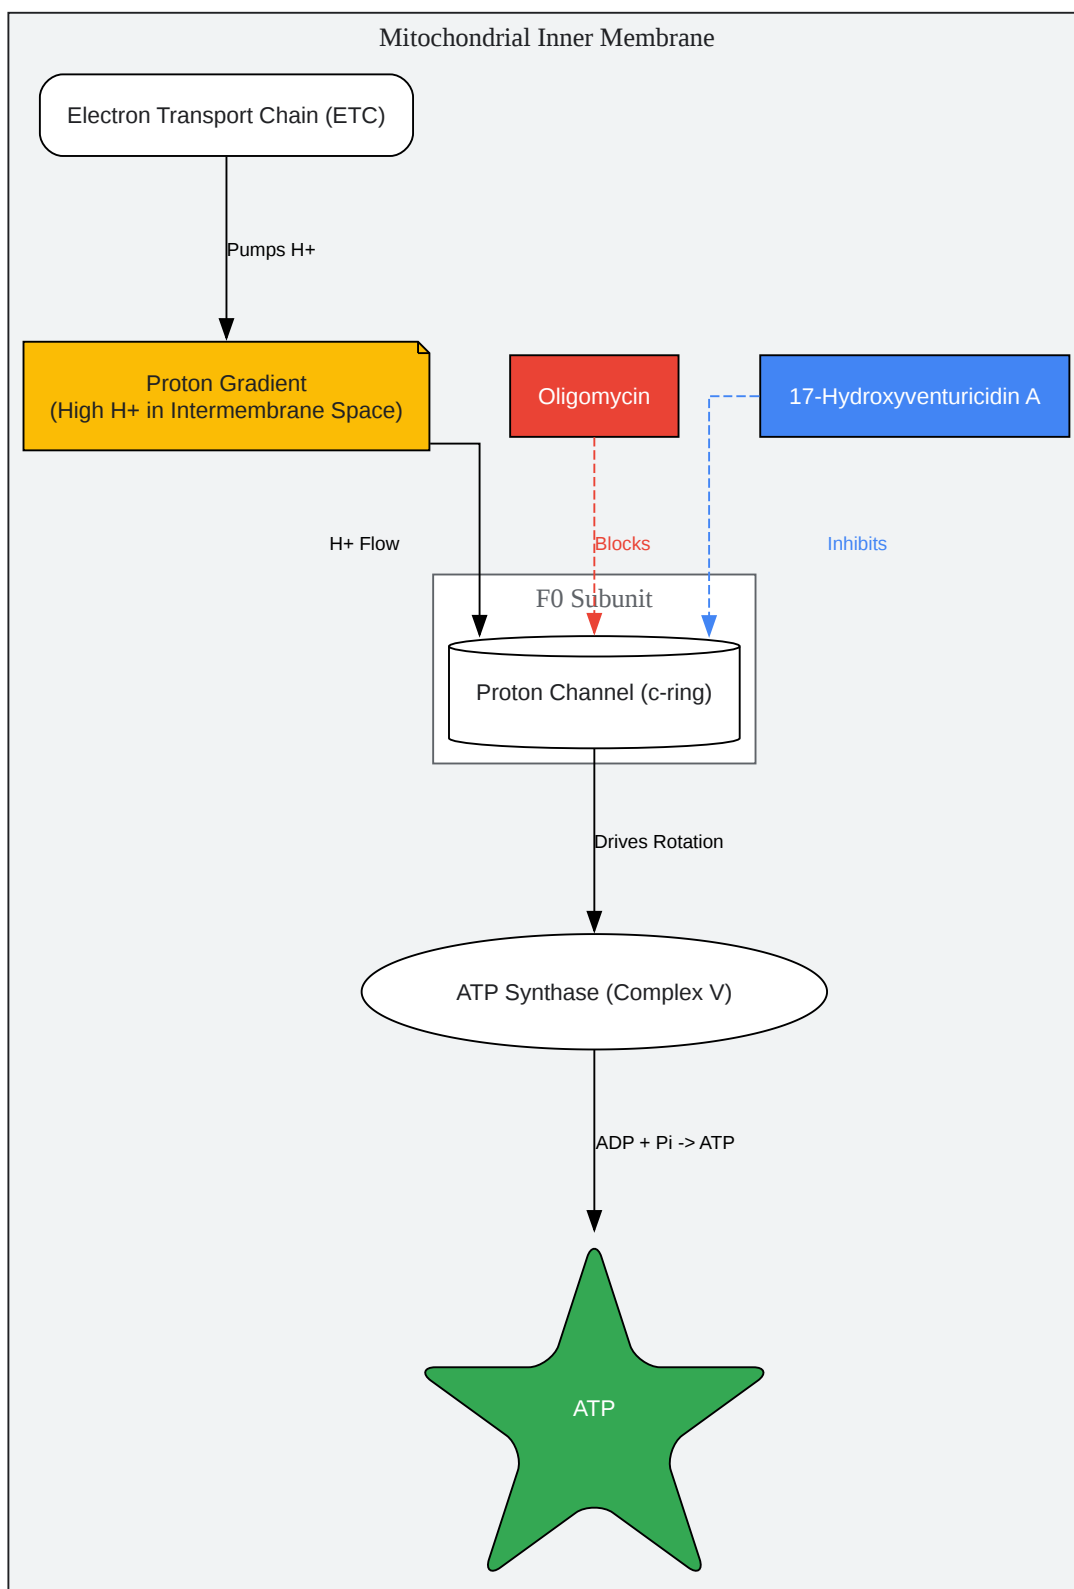 Mitochondrial Inner Membrane
Electron Transport Chain (ETC)
Pumps H+
Proton Gradient
(High H+ in Intermembrane Space)
Oligomycin
17-Hydroxyventuricidin A
H+ Flow
Blocks
Inhibits
F0 Subunit
Proton Channel (c-ring)
Drives Rotation
ATP Synthase (Complex V)
ADP + Pi -> ATP
ATP